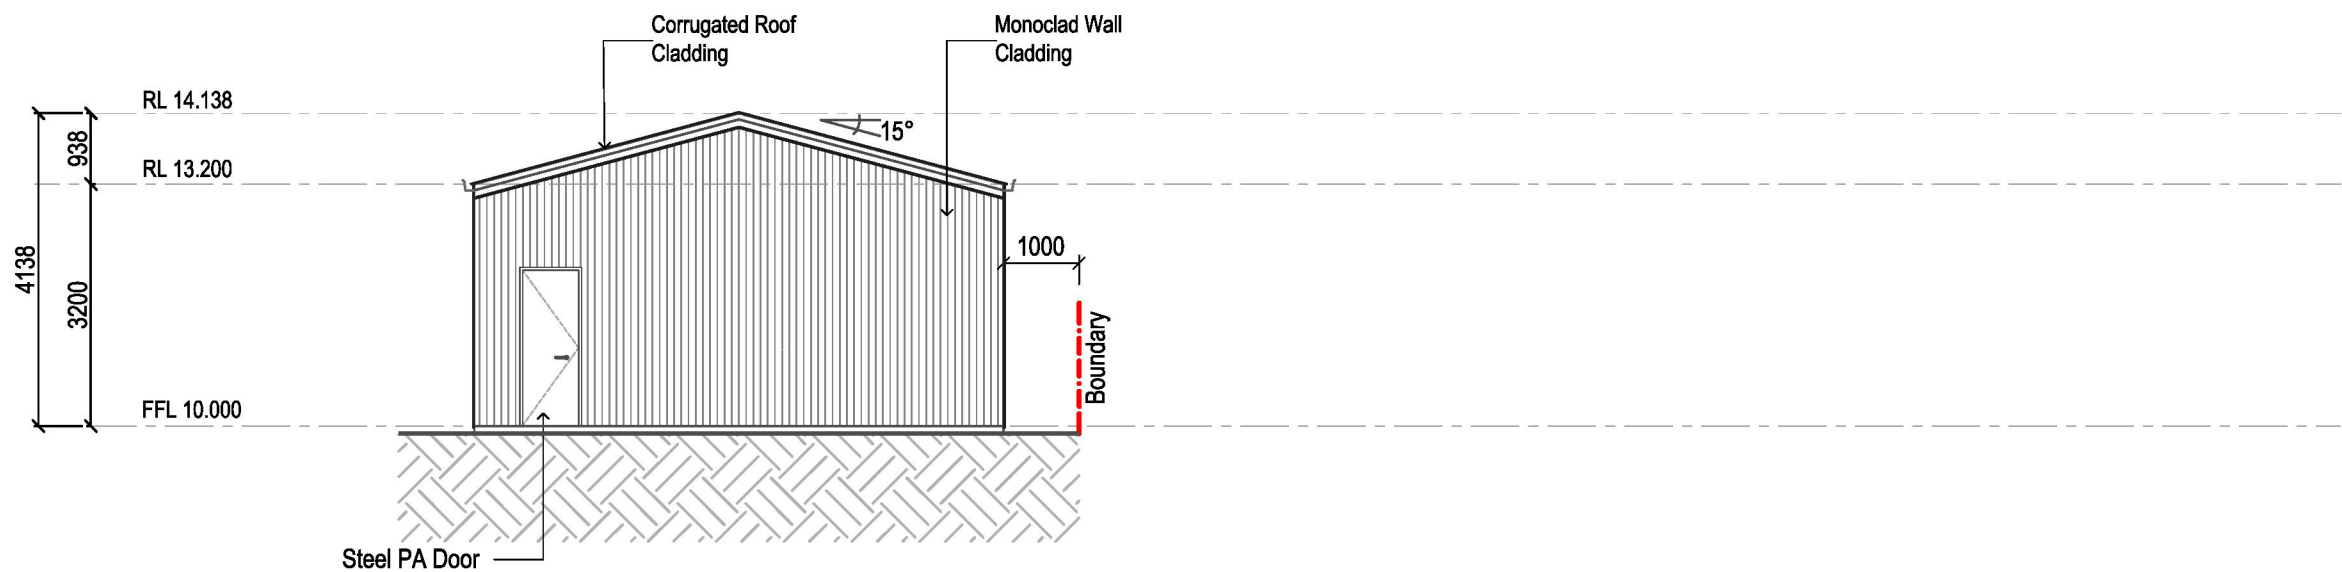 Corrugated Roof
Cladding
Monoclad Wall
Cladding
RL 14.138
938
15°
RL 13.200
4138
3200
1000
Boundary
FFL 10.000
Steel PA Door